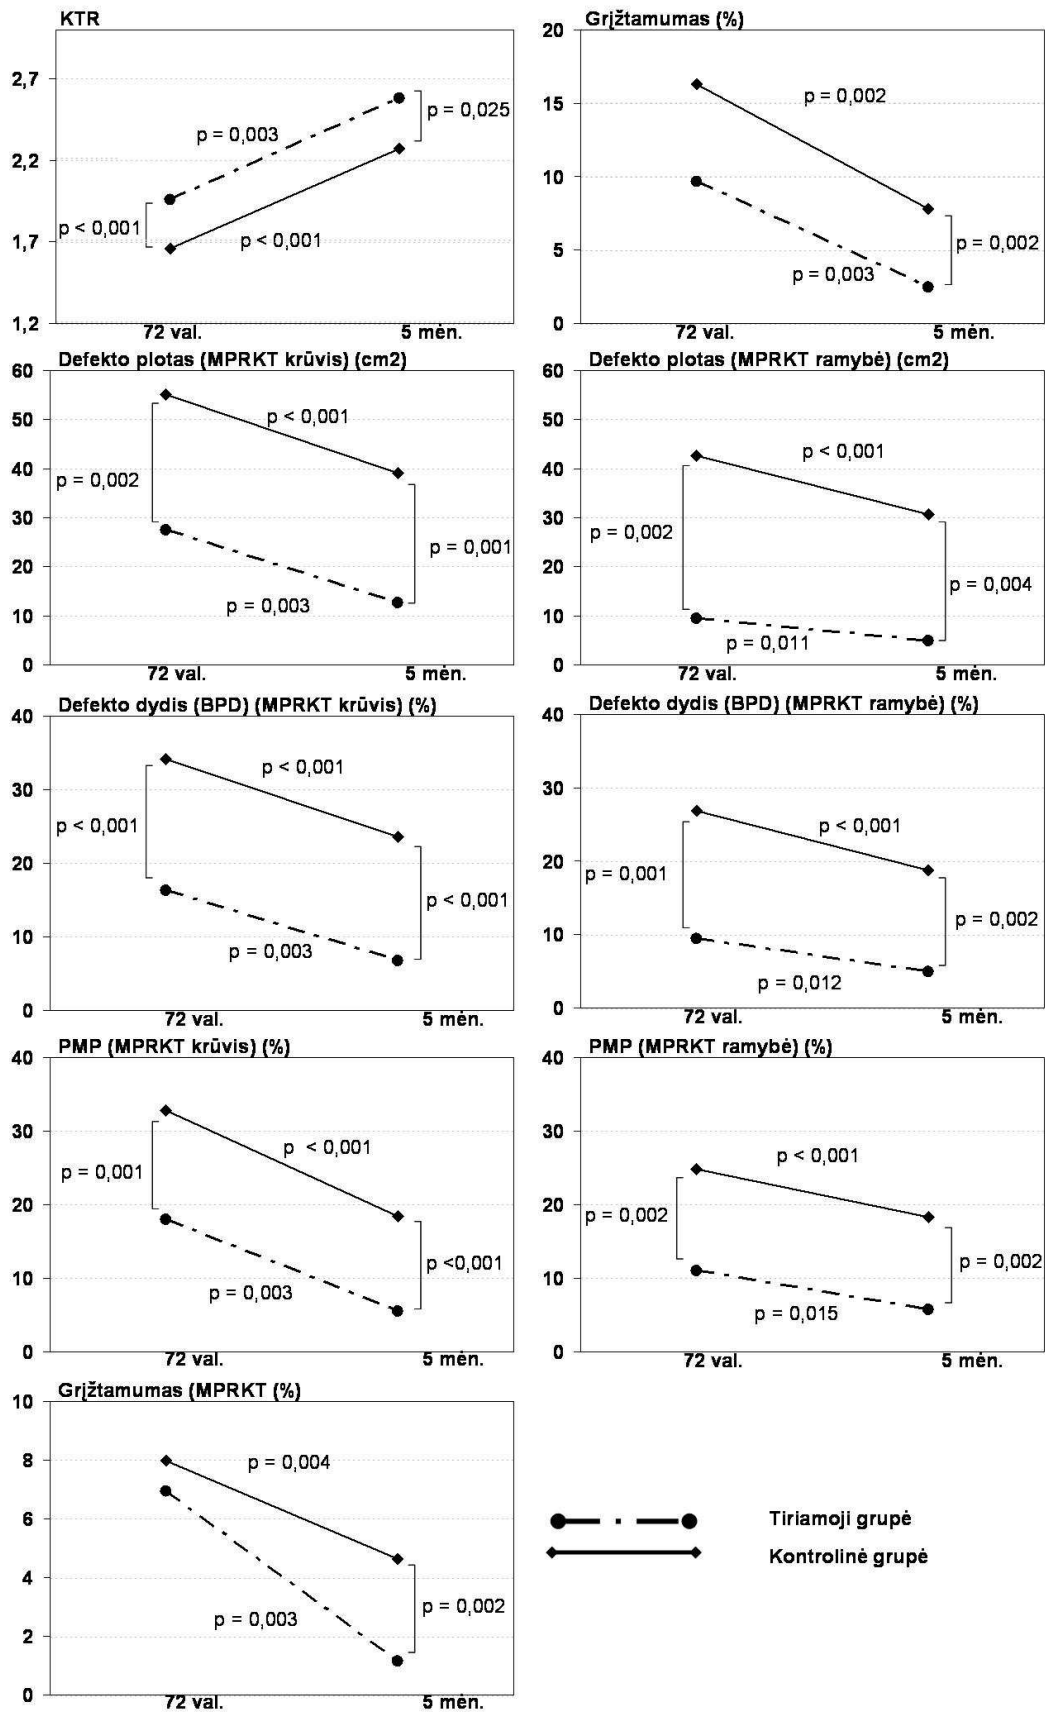 KTR
2,7
2,2
1,7
1,2
p = 0,003
p = 0,025
p < 0,001
p < 0,001
72 val.
5 mėn.
Grįžtamumas (%)
20
15
10
5
0
p = 0,002
p = 0,002
p = 0,003
72 val.
5 mėn.
Defekto plotas (MPRKT krūvis) (cm2)
60
50
40
30
20
10
0
p < 0,001
p = 0,002
p = 0,001
p = 0,003
72 val.
5 mėn.
Defekto plotas (MPRKT ramybė) (cm2)
60
50
40
30
20
10
0
p < 0,001
p = 0,002
p = 0,004
p = 0,011
72 val.
5 mėn.
Defekto dydis (BPD) (MPRKT krūvis) (%)
40
30
20
10
0
p < 0,001
p < 0,001
p < 0,001
p = 0,003
72 val.
5 mėn.
Defekto dydis (BPD) (MPRKT ramybė) (%)
40
30
20
10
0
p < 0,001
p = 0,001
p = 0,002
p = 0,012
72 val.
5 mėn.
PMP (MPRKT krūvis) (%)
40
30
20
10
0
p < 0,001
p = 0,001
p <0,001
p = 0,003
72 val.
5 mėn.
PMP (MPRKT ramybė) (%)
40
30
20
10
0
p < 0,001
p = 0,002
p = 0,002
p = 0,015
72 val.
5 mėn.
Grįžtamumas (MPRKT (%)
10
8
6
4
2
0
p = 0,004
p = 0,002
p = 0,003
72 val.
5 mėn.
Tiriamoji grupė
Kontrolinė grupė